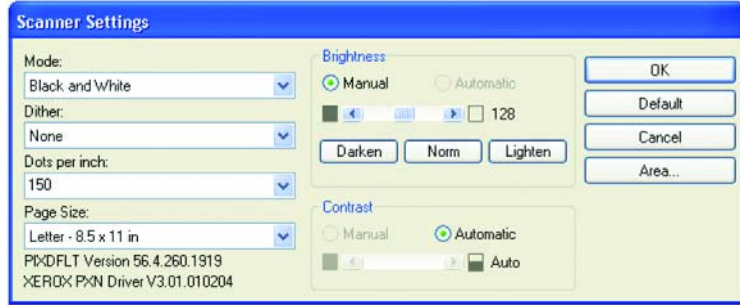 Scanner Settings
Mode:
Black and White
Dither:
None
Dots per inch:
150
Page Size:
Letter - 8.5 x 11 in
PIXDFLT Version 56.4.260.1919
XEROX PXN Driver V3.01.010204
Brightness
Manual Automatic
128
Darken Norm Lighten
Contrast
Manual Automatic
Auto
OK
Default
Cancel
Area...